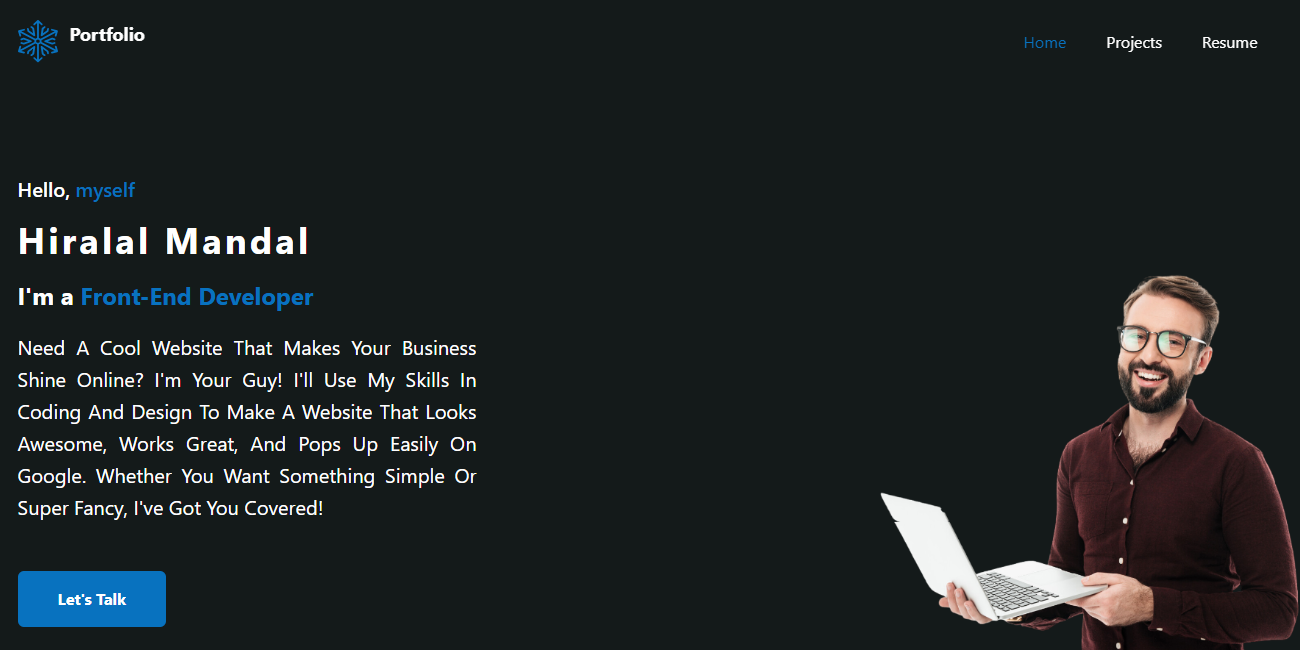 Portfolio
Home Projects Resume
Hello, myself
Hiralal Mandal
I'm a Front-End Developer
Need A Cool Website That Makes Your Business
Shine Online? I'm Your Guy! I'll Use My Skills In
Coding And Design To Make A Website That Looks
Awesome, Works Great, And Pops Up Easily On
Google. Whether You Want Something Simple Or
Super Fancy, I've Got You Covered!
Let's Talk